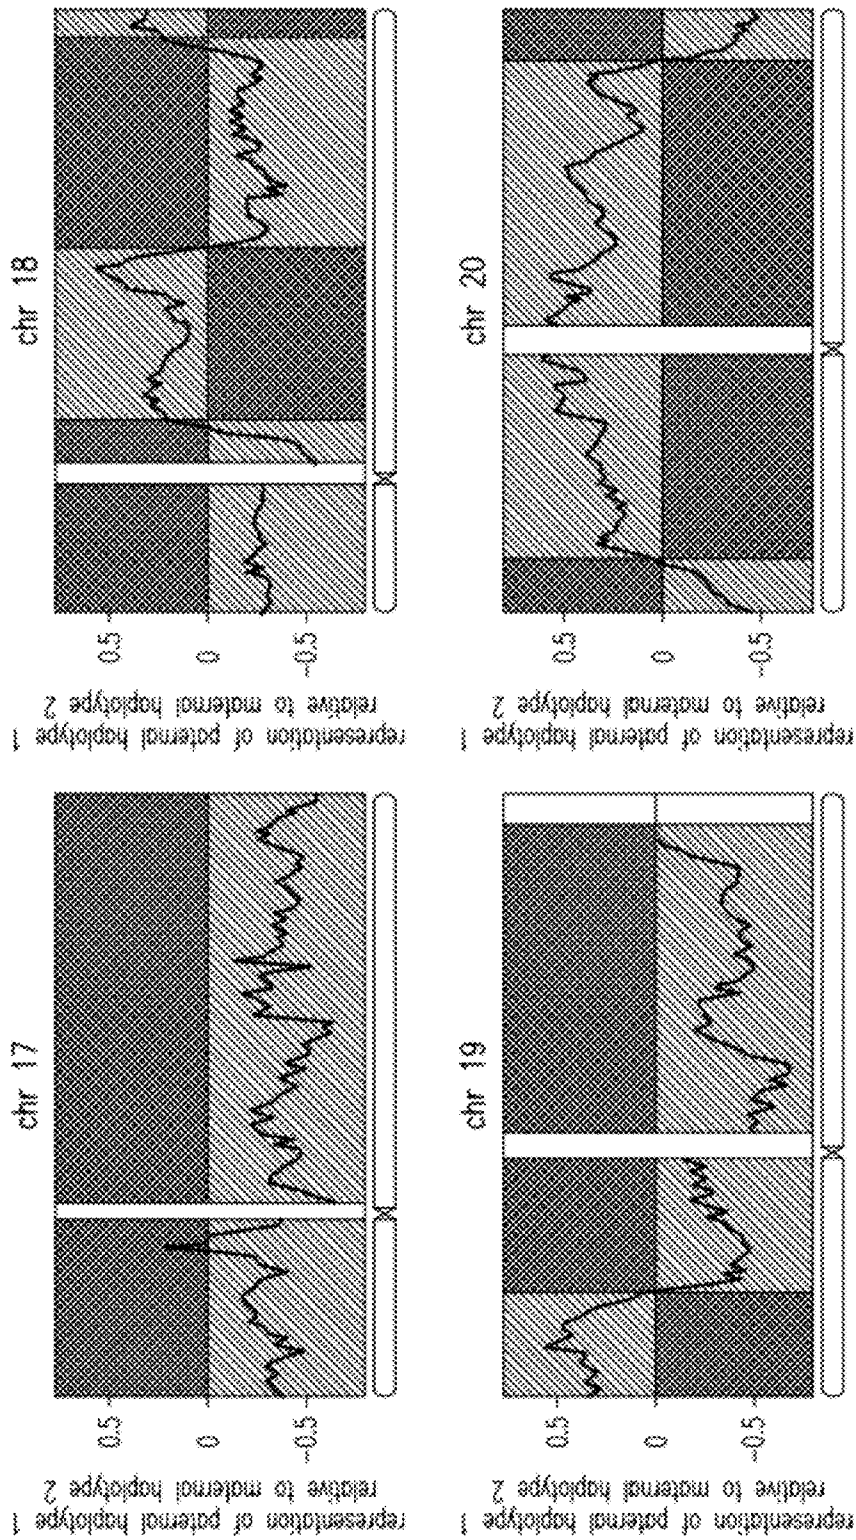 chr 17
representation of paternal haplotype 1
relative to maternal haplotype 2
0.5
0
-0.5
chr 18
representation of paternal haplotype 1
relative to maternal haplotype 2
0.5
0
-0.5
chr 19
representation of paternal haplotype 1
relative to maternal haplotype 2
0.5
0
-0.5
chr 20
representation of paternal haplotype 1
relative to maternal haplotype 2
0.5
0
-0.5